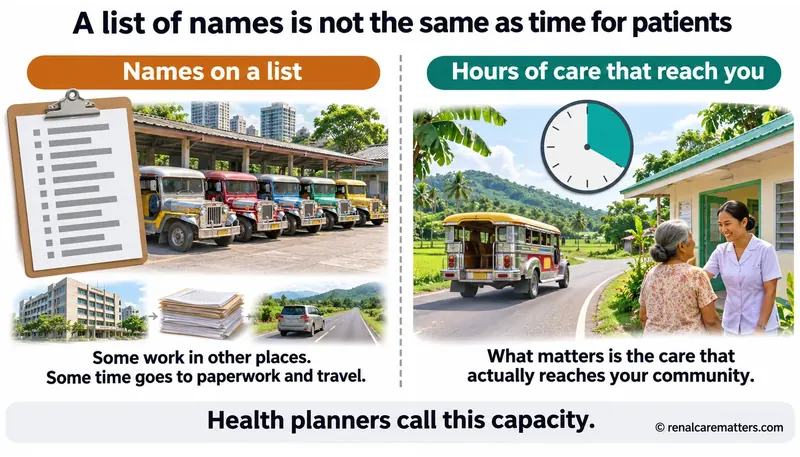 A list of names is not the same as time for patients
Names on a list
Some work in other places.
Some time goes to paperwork and travel.
Hours of care that reach you
What matters is the care that
actually reaches your community.
Health planners call this capacity.
© renalcarematters.com